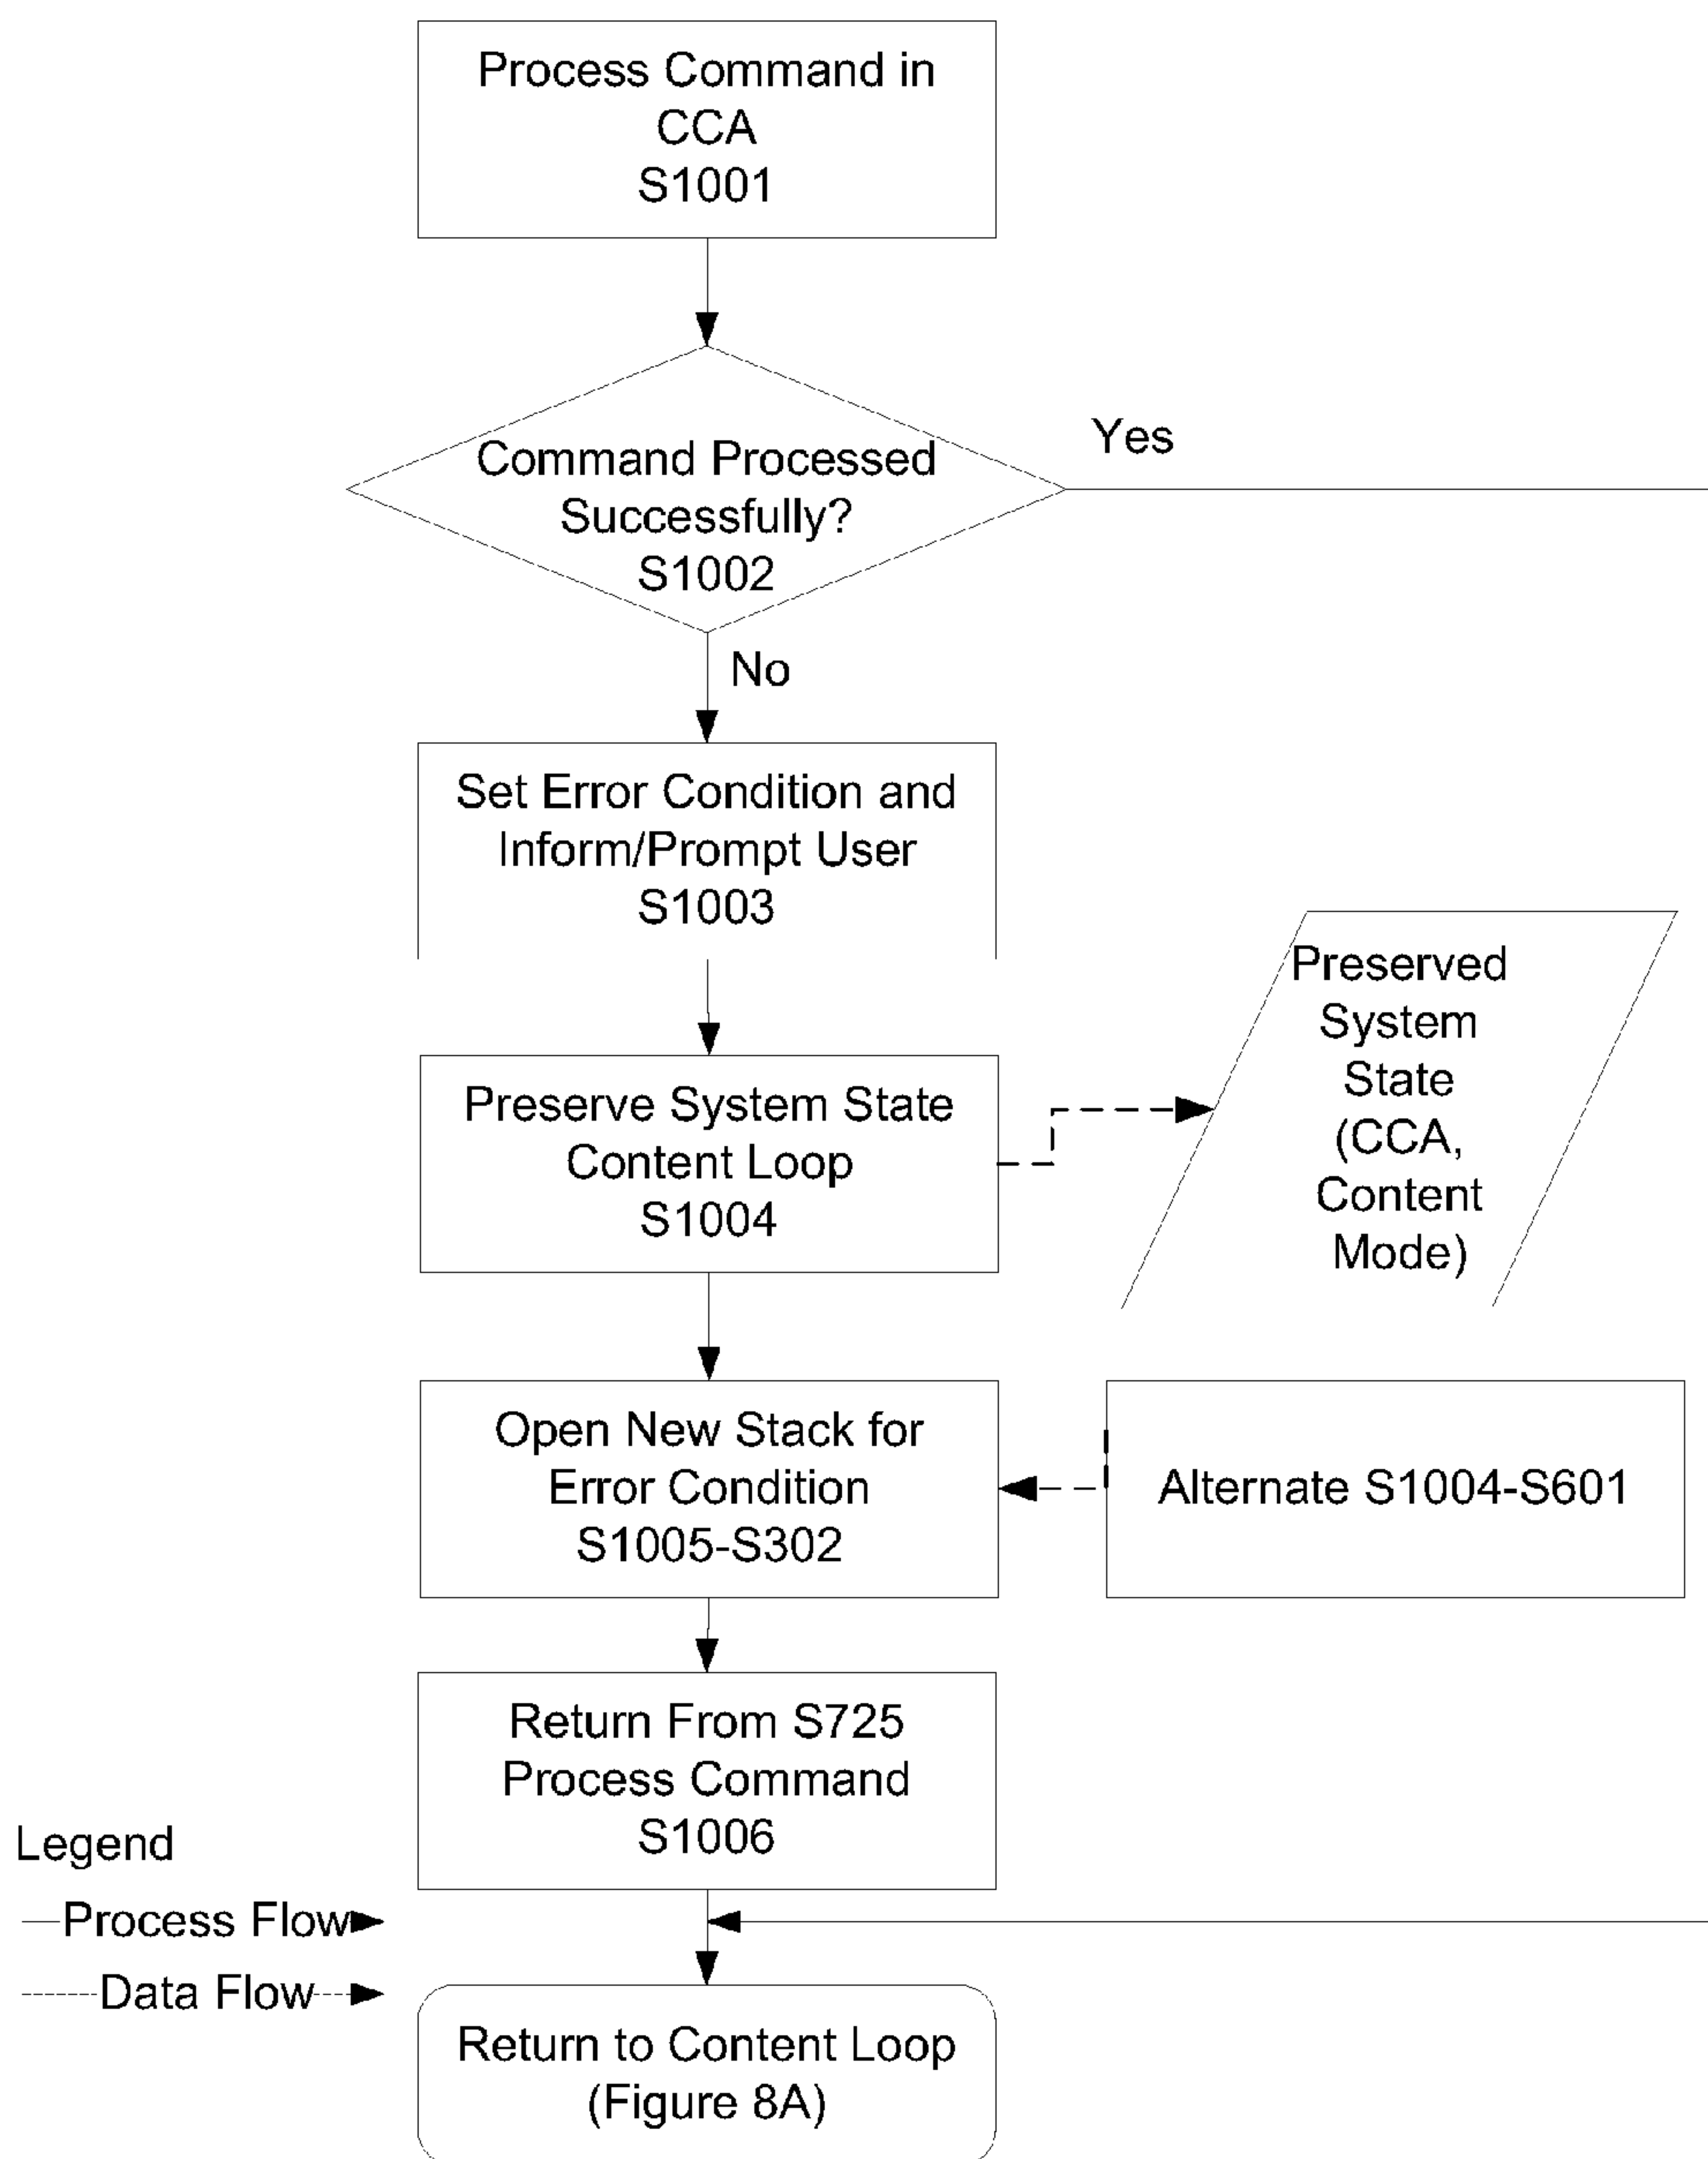 Process Command in
CCA
S1001
Command Processed
Successfully?
S1002
Yes
No
Set Error Condition and
Inform/Prompt User
S1003
Preserve System State
Content Loop
S1004
Preserved
System
State
(CCA,
Content
Mode)
Open New Stack for
Error Condition
S1005-S302
Alternate S1004-S601
Return From S725
Process Command
S1006
Legend
Process Flow
Data Flow
Return to Content Loop
(Figure 8A)